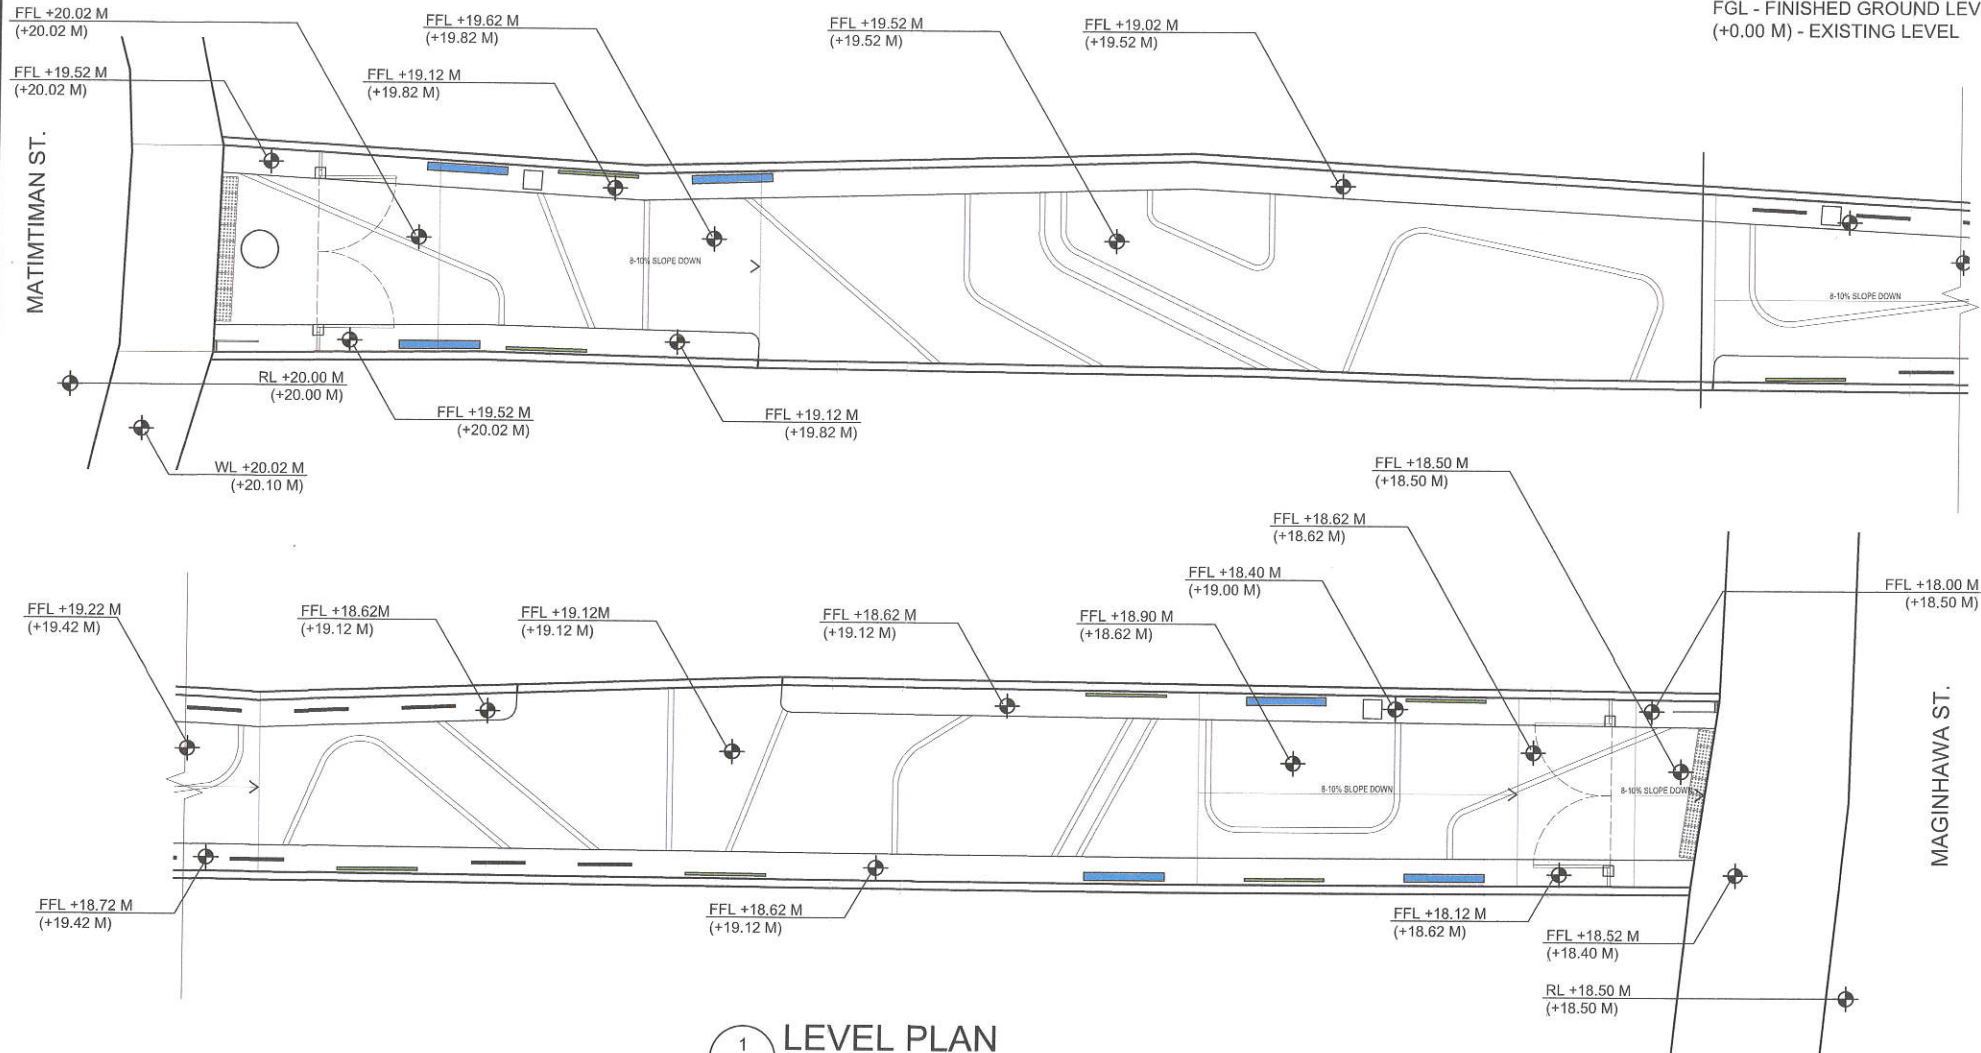 FFL +20.02 M
(+20.02 M)
FFL +19.62 M
(+19.82 M)
FFL +19.52 M
(+19.52 M)
FFL +19.02 M
(+19.52 M)
FGL - FINISHED GROUND LEV
(+0.00 M) - EXISTING LEVEL
FFL +19.52 M
(+20.02 M)
FFL +19.12 M
(+19.82 M)
MATIMTIMAN ST.
8-10% SLOPE DOWN
8-10% SLOPE DOWN
RL +20.00 M
(+20.00 M)
FFL +19.52 M
(+20.02 M)
FFL +19.12 M
(+19.82 M)
WL +20.02 M
(+20.10 M)
FFL +18.50 M
(+18.50 M)
FFL +18.62 M
(+18.62 M)
FFL +18.40 M
(+19.00 M)
FFL +18.00 M
(+18.50 M)
FFL +19.22 M
(+19.42 M)
FFL +18.62M
(+19.12 M)
FFL +19.12M
(+19.12 M)
FFL +18.62 M
(+19.12 M)
FFL +18.90 M
(+18.62 M)
8-10% SLOPE DOWN
8-10% SLOPE DOWN
MAGINHAWA ST.
FFL +18.72 M
(+19.42 M)
FFL +18.62 M
(+19.12 M)
FFL +18.12 M
(+18.62 M)
FFL +18.52 M
(+18.40 M)
RL +18.50 M
(+18.50 M)
1
LEVEL PLAN